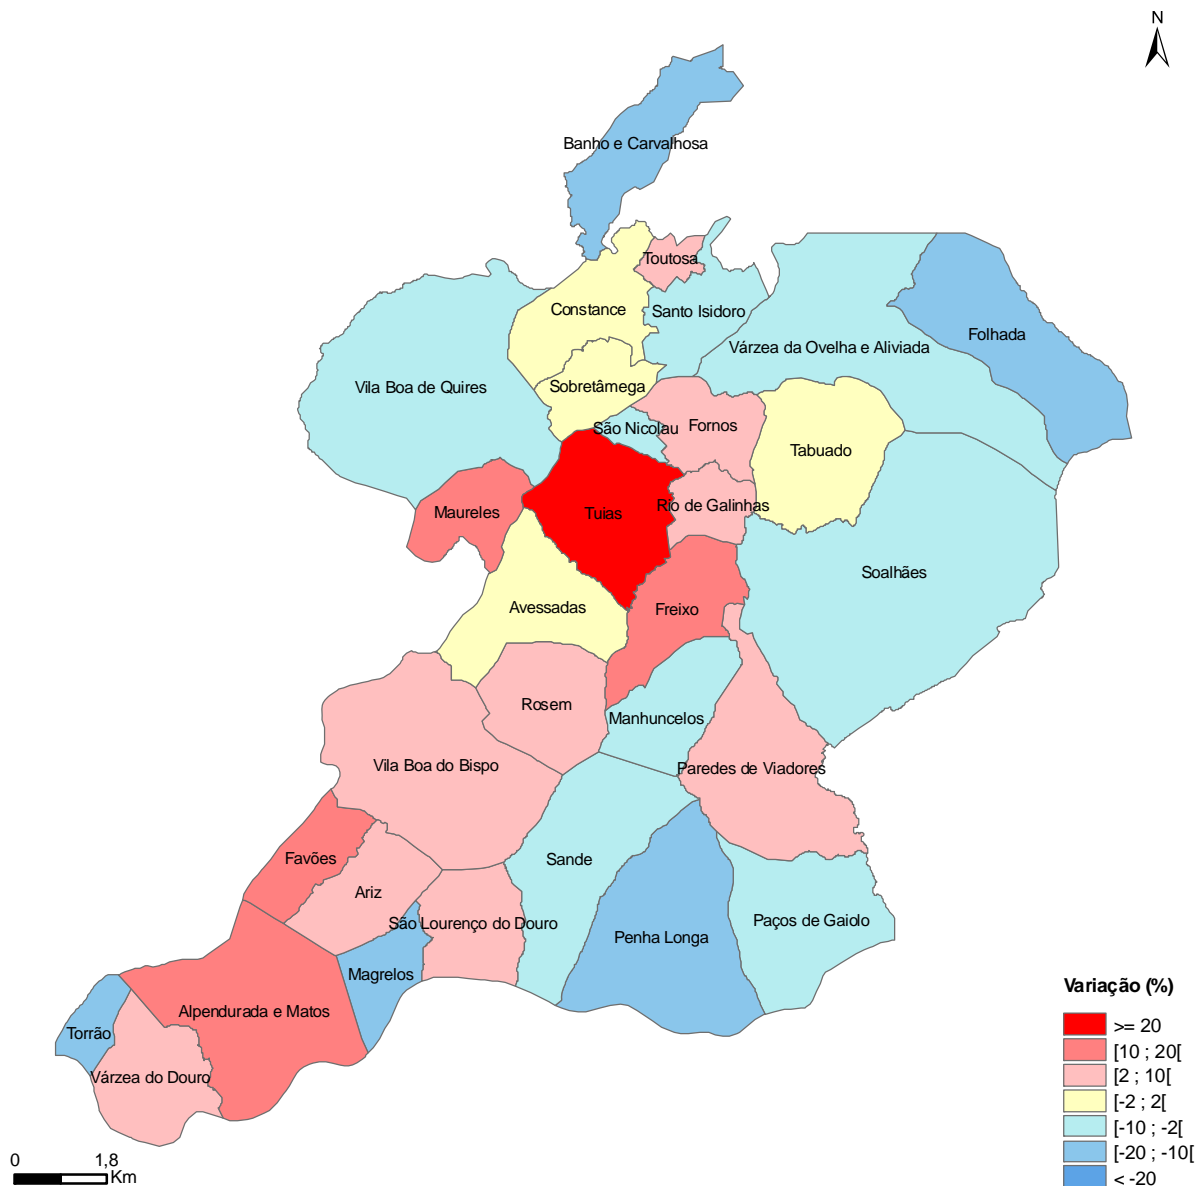 N
Banho e Carvalhosa
Toutosa
Constance
Santo Isidoro
Folhada
Várzea da Ovelha e Aliviada
Vila Boa de Quires
Sobretâmega
São Nicolau
Fornos
Tabuado
Maureles
Tuias
Rio de Galinhas
Soalhães
Avessadas
Freixo
Rosem
Manhuncelos
Vila Boa do Bispo
Paredes de Viadores
Favões
Sande
Ariz
São Lourenço do Douro
Paços de Gaiolo
Penha Longa
Magrelos
Alpendurada e Matos
Torrão
Várzea do Douro
Variação (%)
>= 20
[10 ; 20[
[2 ; 10[
[-2 ; 2[
[-10 ; -2[
[-20 ; -10[
< -20
0 1,8
Km